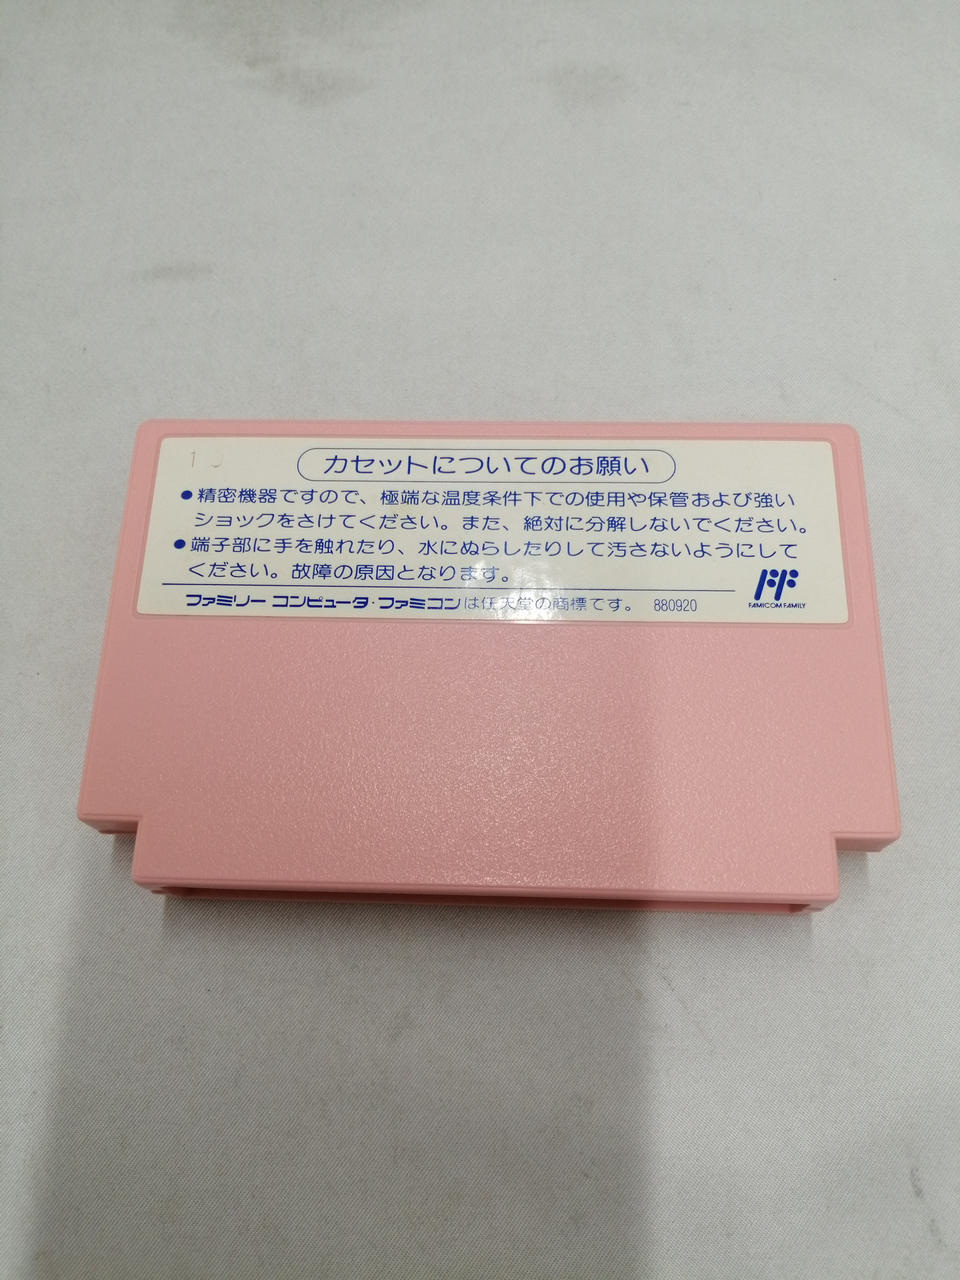 カセットについてのお願い
●精密機器ですので、極端な温度条件下での使用や保管および強い
ショックをさけてください。また、絶対に分解しないでください。
●端子部に手を触れたり、水にぬらしたりして汚さないようにして
ください。故障の原因となります。
ファミリー コンピュータ・ファミコンは任天堂の商標です。 880920
FAMICOM FAMILY